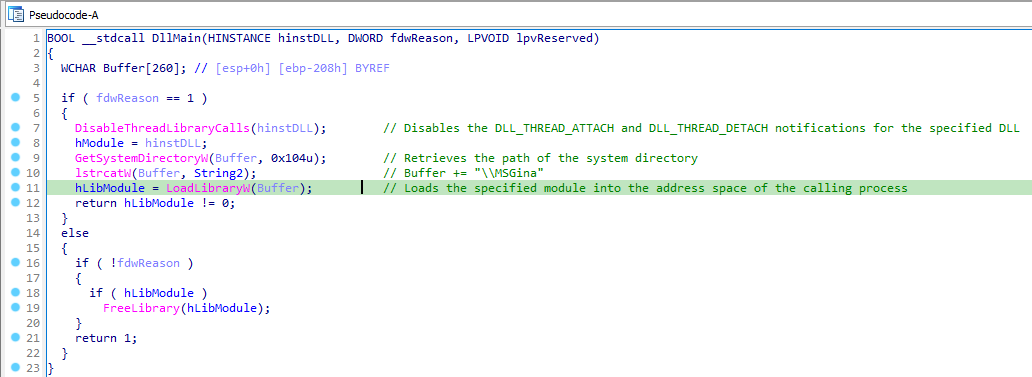 Pseudocode-A
1 BOOL __stdcall DllMain(HINSTANCE hinstDLL, DWORD fdwReason, LPVOID lpvReserved)
2 {
3   WCHAR Buffer[260]; // [esp+0h] [ebp-208h] BYREF
4
5   if ( fdwReason == 1 )
6   {
7     DisableThreadLibraryCalls(hinstDLL);        // Disables the DLL_THREAD_ATTACH and DLL_THREAD_DETACH notifications for the specified DLL
8     hModule = hinstDLL;
9     GetSystemDirectoryW(Buffer, 0x104u);        // Retrieves the path of the system directory
10     lstrcatW(Buffer, String2);                  // Buffer += "\\MSGina"
11     hLibModule = LoadLibraryW(Buffer);          // Loads the specified module into the address space of the calling process
12     return hLibModule != 0;
13   }
14   else
15   {
16     if ( !fdwReason )
17     {
18       if ( hLibModule )
19         FreeLibrary(hLibModule);
20     }
21     return 1;
22   }
23 }